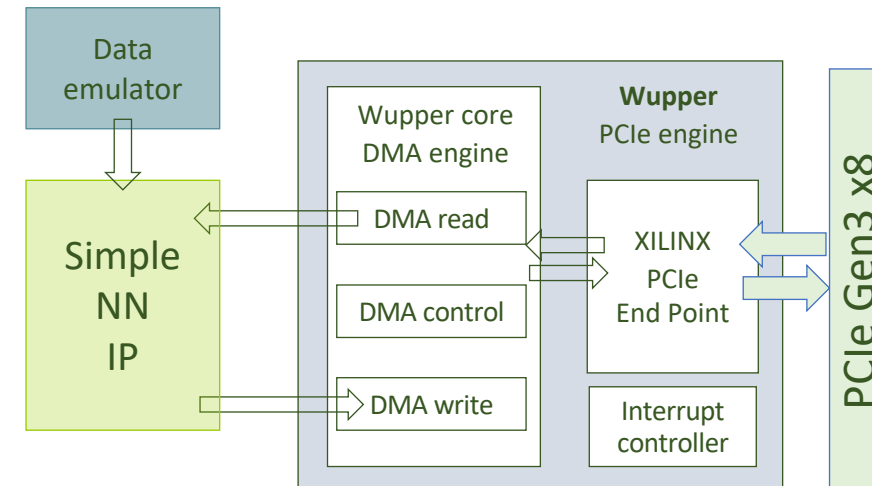 Data
emulator
Simple
NN
IP
Wupper core
DMA engine
DMA read
DMA control
DMA write
Wupper
PCIe engine
XILINX
PCIe
End Point
Interrupt
controller
PCIe Gen3 x8